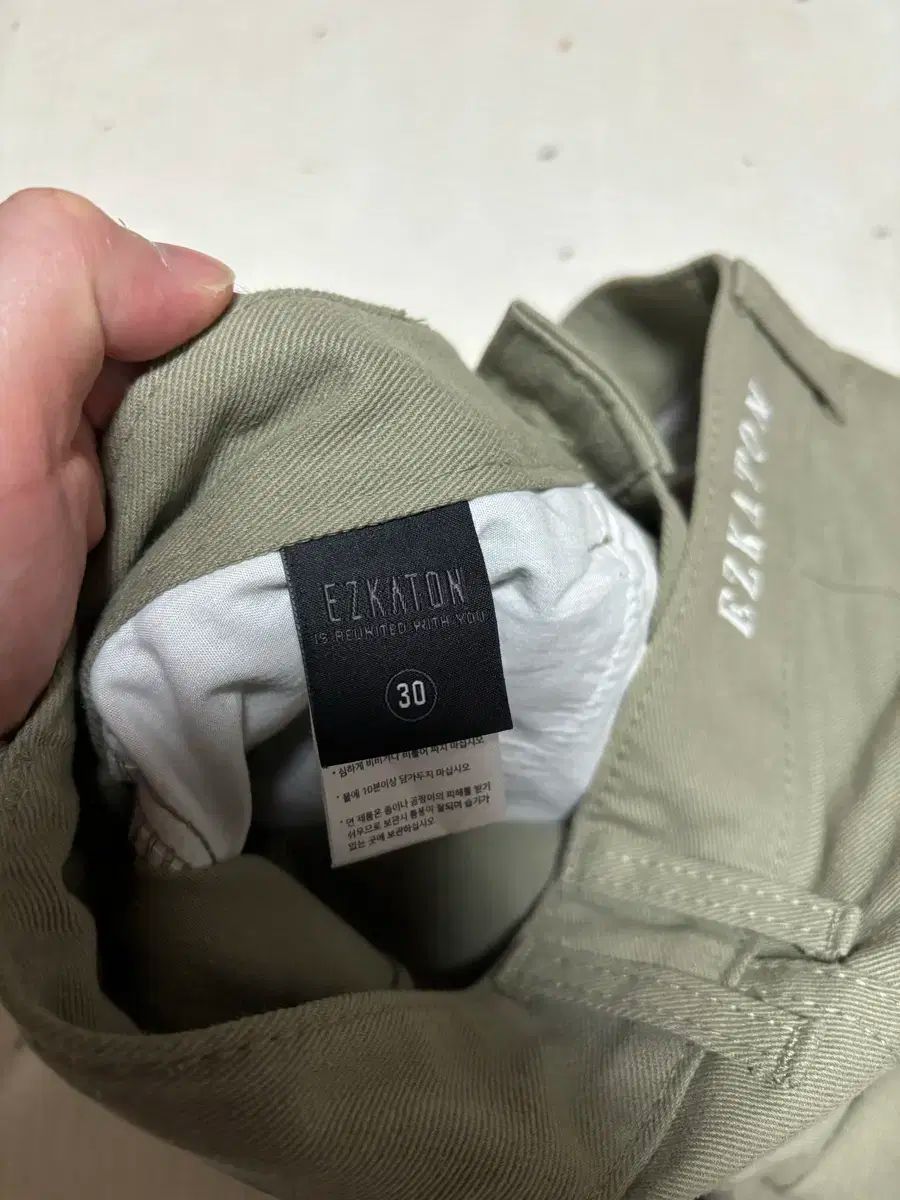 EZKATON
IS REUNITED WITH YOU
30
· 심하게 비비거나 비틀어 짜지 마십시오
· 물에 10분이상 담가두지 마십시오
· 면 제품은 좀이나 곰팡이의 피해를 받기
쉬우므로 보관시 통풍이 잘되며 습기가
없는 곳에 보관하십시오
EZKATON